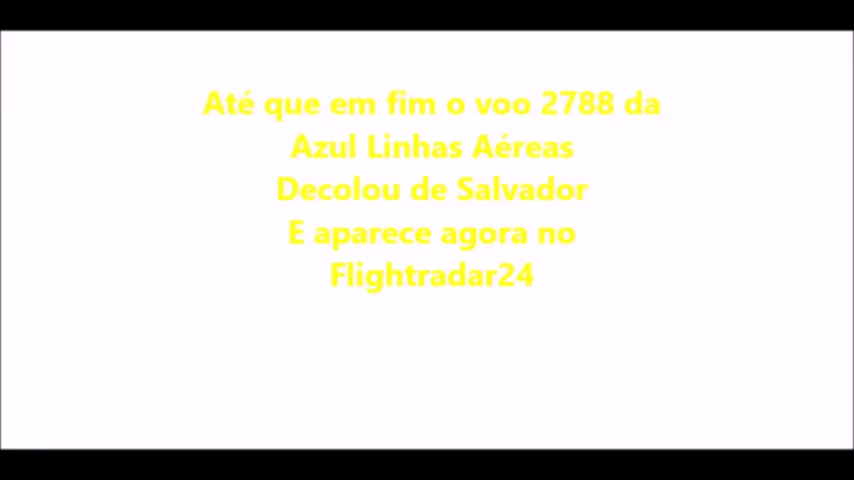 Até que em fim o voo 2788 da
Azul Linhas Aéreas
Decolou de Salvador
E aparece agora no
Flightradar24